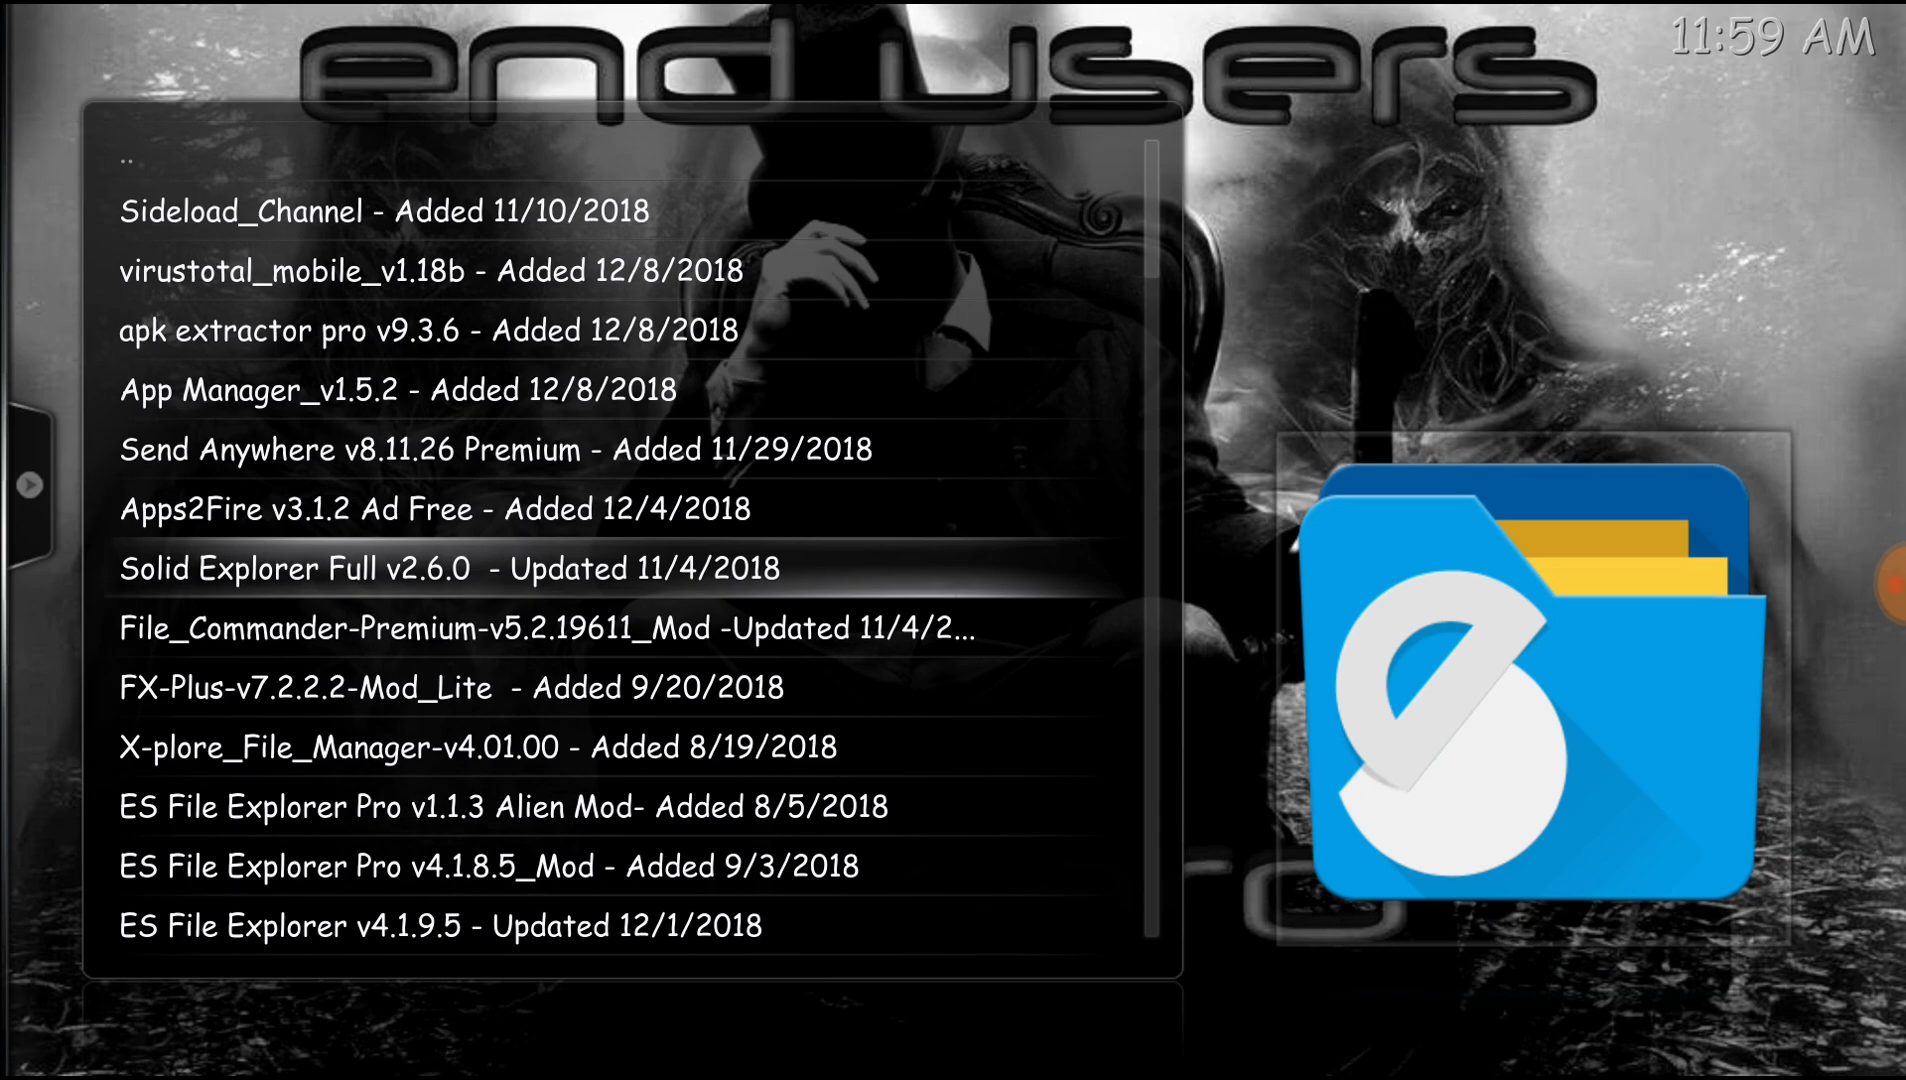 end users
11:59 AM
..
Sideload_Channel - Added 11/10/2018
virustotal_mobile_v1.18b - Added 12/8/2018
apk extractor pro v9.3.6 - Added 12/8/2018
App Manager_v1.5.2 - Added 12/8/2018
Send Anywhere v8.11.26 Premium - Added 11/29/2018
Apps2Fire v3.1.2 Ad Free - Added 12/4/2018
Solid Explorer Full v2.6.0  - Updated 11/4/2018
File_Commander-Premium-v5.2.19611_Mod -Updated 11/4/2...
FX-Plus-v7.2.2.2-Mod_Lite  - Added 9/20/2018
X-plore_File_Manager-v4.01.00 - Added 8/19/2018
ES File Explorer Pro v1.1.3 Alien Mod- Added 8/5/2018
ES File Explorer Pro v4.1.8.5_Mod - Added 9/3/2018
ES File Explorer v4.1.9.5 - Updated 12/1/2018